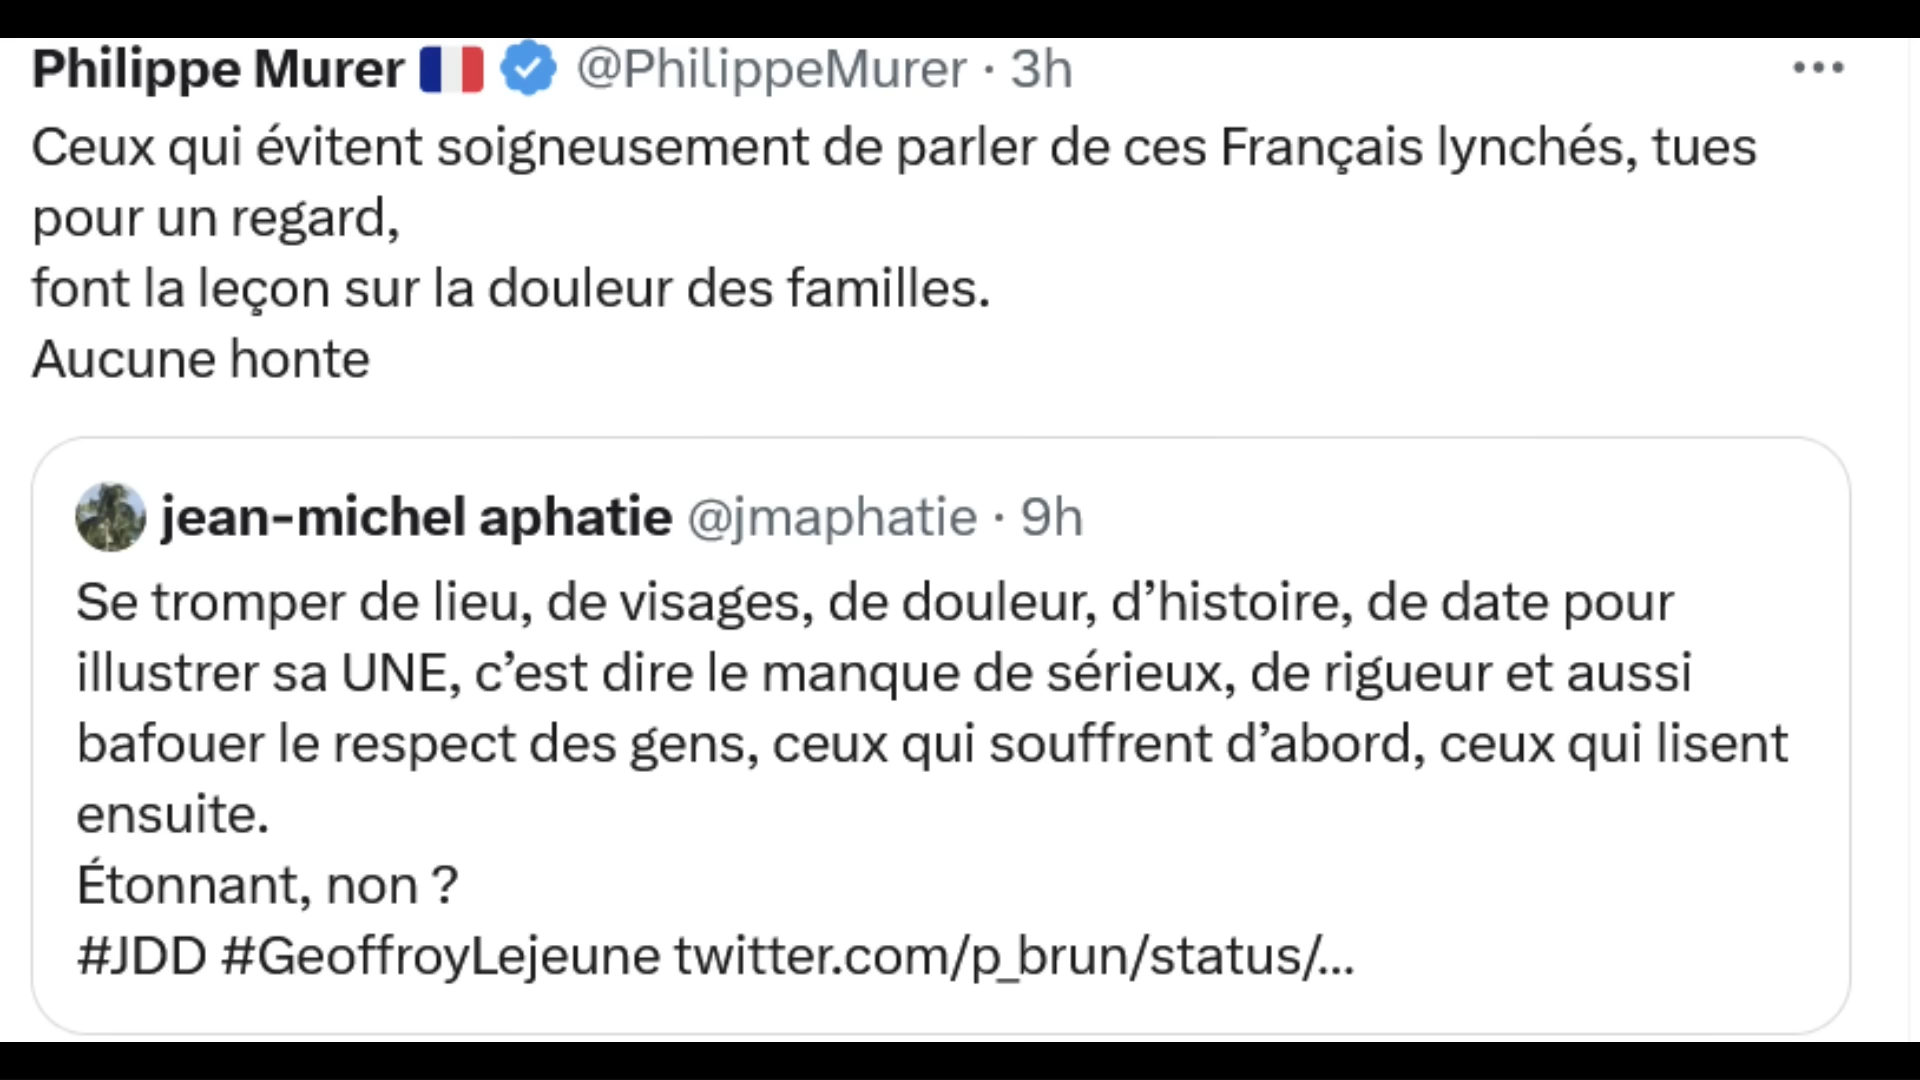 Philippe Murer 🇫🇷 @PhilippeMurer · 3h
Ceux qui évitent soigneusement de parler de ces Français lynchés, tues
pour un regard,
font la leçon sur la douleur des familles.
Aucune honte
jean-michel aphatie @jmaphatie · 9h
Se tromper de lieu, de visages, de douleur, d’histoire, de date pour
illustrer sa UNE, c’est dire le manque de sérieux, de rigueur et aussi
bafouer le respect des gens, ceux qui souffrent d’abord, ceux qui lisent
ensuite.
Étonnant, non ?
#JDD #GeoffroyLejeune twitter.com/p_brun/status/…